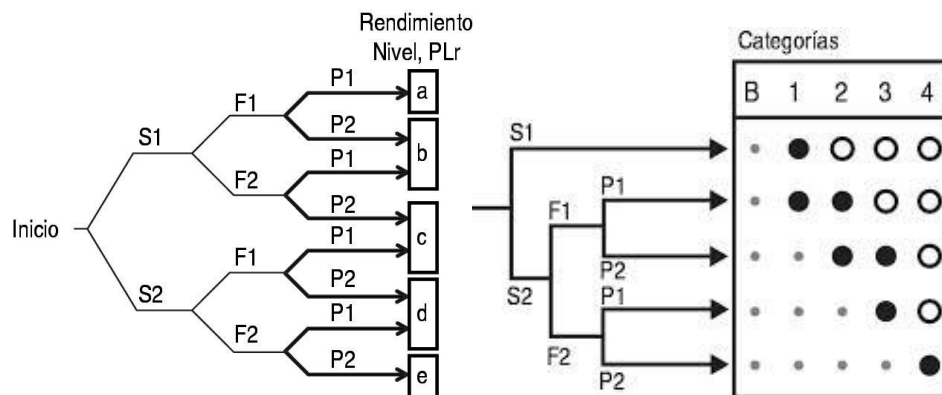 Rendimiento
Nivel, PLr
P1
a
F1
P2
S1
b
P1
F2
P2
c
Inicio
P1
F1
P2
S2
d
P1
F2
P2
e
Categorías
B 1 2 3 4
S1
P1
F1
P2
S2
P1
F2
P2